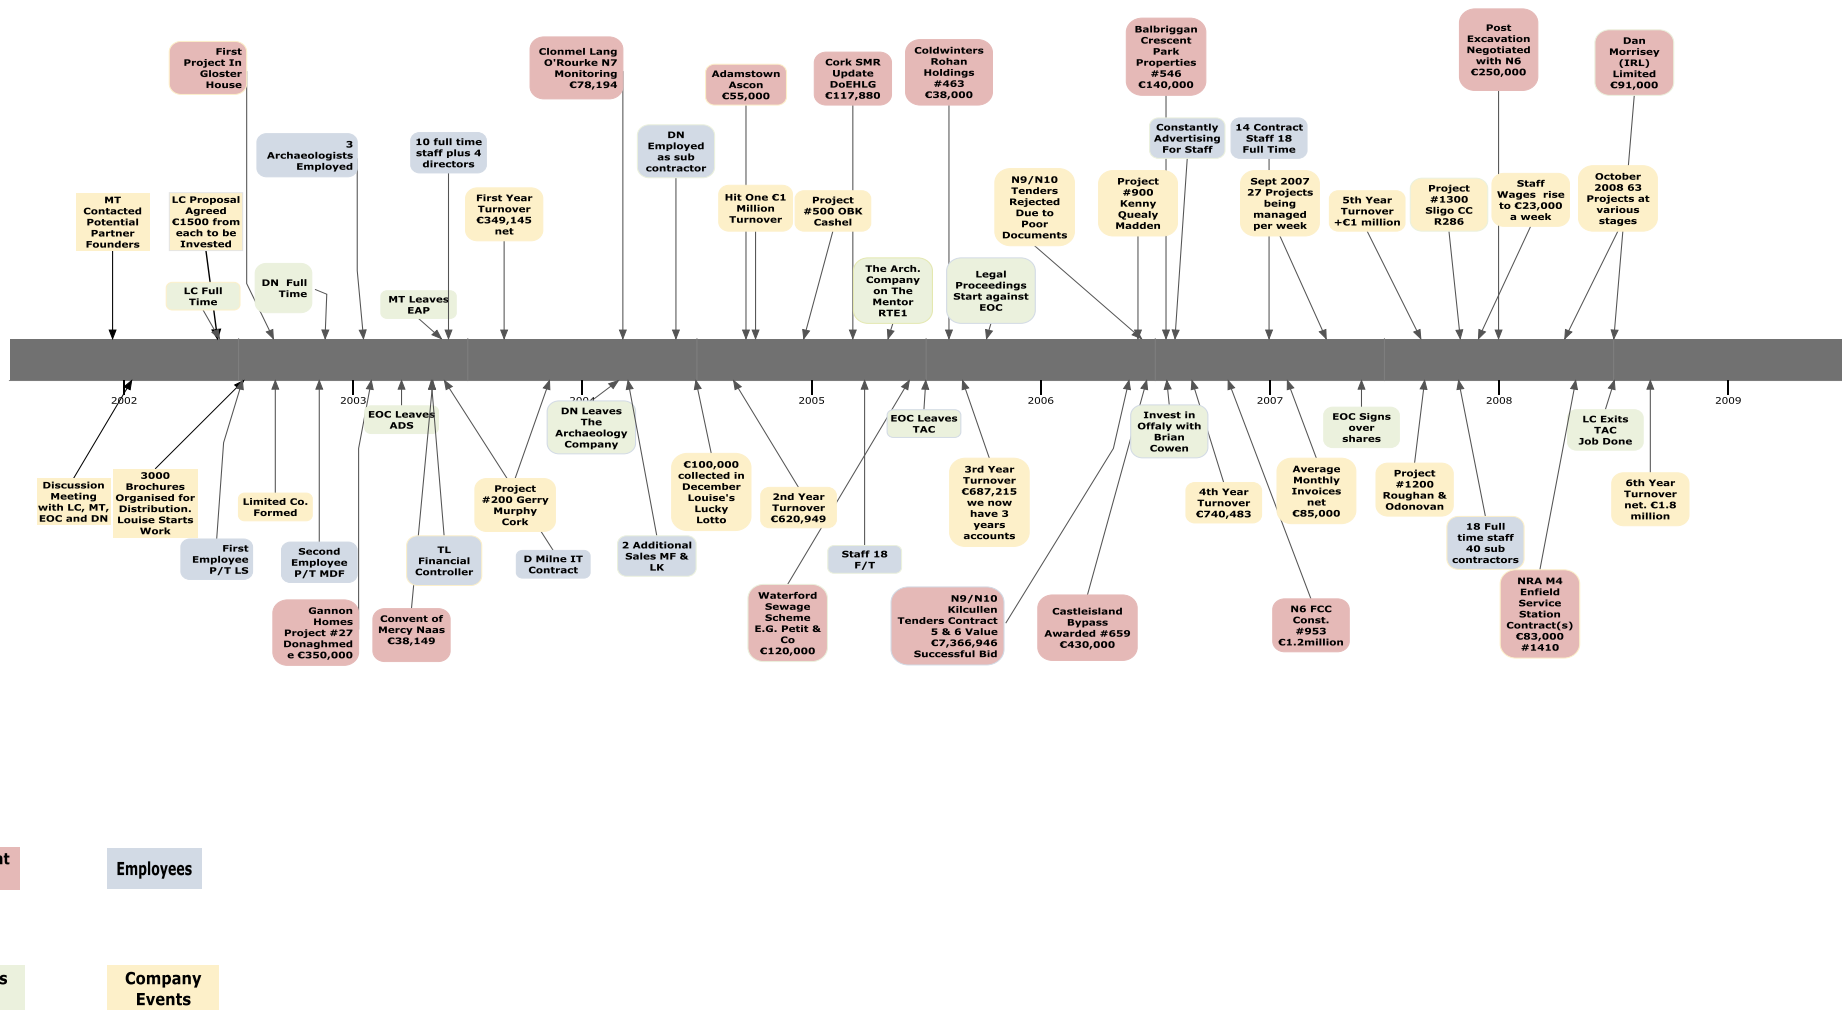 First
Project In
Gloster
House
Clonmel Lang
O'Rourke N7
Monitoring
€78,194
Adamstown
Ascon
€55,000
Cork SMR
Update
DoEHLG
€117,880
Coldwinters
Rohan
Holdings
#463
€38,000
Balbriggan
Crescent
Park
Properties
#546
€140,000
Post
Excavation
Negotiated
with N6
€250,000
Dan
Morrisey
(IRL)
Limited
€91,000
3
Archaeologists
Employed
10 full time
staff plus 4
directors
DN
Employed
as sub
contractor
Constantly
Advertising
For Staff
14 Contract
Staff 18
Full Time
MT
Contacted
Potential
Partner
Founders
LC Proposal
Agreed
€1500 from
each to be
Invested
First Year
Turnover
€349,145
net
Hit One €1
Million
Turnover
Project
#500 OBK
Cashel
N9/N10
Tenders
Rejected
Due to
Poor
Documents
Project
#900
Kenny
Quealy
Madden
Sept 2007
27 Projects
being
managed
per week
5th Year
Turnover
+€1 million
Project
#1300
Sligo CC
R286
Staff
Wages  rise
to €23,000
a week
October
2008 63
Projects at
various
stages
LC Full
Time
DN  Full
Time
MT Leaves
EAP
The Arch.
Company
on The
Mentor
RTE1
Legal
Proceedings
Start against
EOC
2002
2003
2004
2005
2006
2007
2008
2009
EOC Leaves
ADS
DN Leaves
The
Archaeology
Company
EOC Leaves
TAC
Invest in
Offaly with
Brian
Cowen
EOC Signs
over
shares
LC Exits
TAC
Job Done
Discussion
Meeting
with LC, MT,
EOC and DN
3000
Brochures
Organised for
Distribution.
Louise Starts
Work
Limited Co.
Formed
Project
#200 Gerry
Murphy
Cork
€100,000
collected in
December
Louise's
Lucky
Lotto
2nd Year
Turnover
€620,949
3rd Year
Turnover
€687,215
we now
have 3
years
accounts
4th Year
Turnover
€740,483
Average
Monthly
Invoices
net
€85,000
Project
#1200
Roughan &
Odonovan
6th Year
Turnover
net. €1.8
million
First
Employee
P/T LS
Second
Employee
P/T MDF
TL
Financial
Controller
D Milne IT
Contract
2 Additional
Sales MF &
LK
Staff 18
F/T
18 Full
time staff
40 sub
contractors
Gannon
Homes
Project #27
Donaghmed
e €350,000
Convent of
Mercy Naas
€38,149
Waterford
Sewage
Scheme
E.G. Petit &
Co
€120,000
N9/N10
Kilcullen
Tenders Contract
5 & 6 Value
€7,366,946
Successful Bid
Castleisland
Bypass
Awarded #659
€430,000
N6 FCC
Const.
#953
€1.2million
NRA M4
Enfield
Service
Station
Contract(s)
€83,000
#1410
Employees
Company
Events